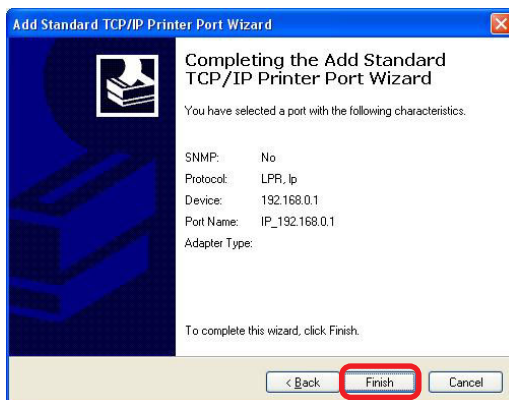 Add Standard TCP/IP Printer Port Wizard
Completing the Add Standard
TCP/IP Printer Port Wizard
You have selected a port with the following characteristics.
SNMP: No
Protocol: LPR, lp
Device: 192.168.0.1
Port Name: IP_192.168.0.1
Adapter Type:
To complete this wizard, click Finish.
< Back Finish Cancel